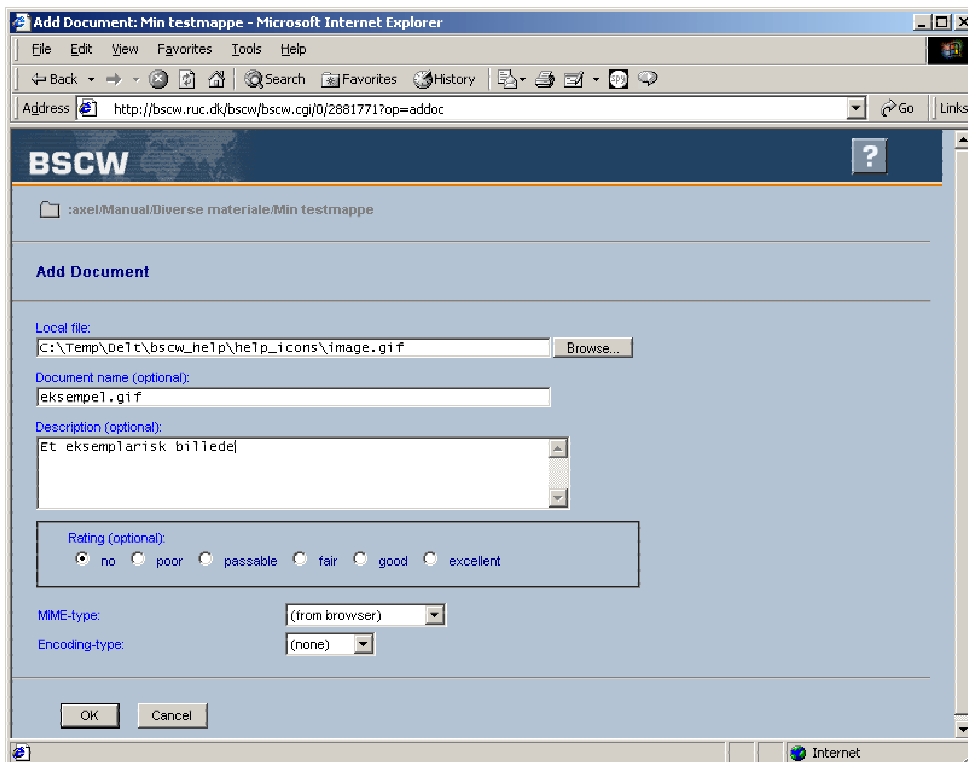 Add Document: Min testmappe - Microsoft Internet Explorer
File Edit View Favorites Tools Help
Back Search Favorites History
Address http://bscw.ruc.dk/bscw/bscw.cgi/0/2881771?op=addoc Go Links
BSCW ?
:axel/Manual/Diverse materiale/Min testmappe
Add Document
Local file:
C:\Temp\Delt\bscw_help\help_icons\image.gif Browse...
Document name (optional):
eksempel.gif
Description (optional):
Et eksemplarisk billede
Rating (optional):
no poor passable fair good excellent
MIME-type: (from browser)
Encoding-type: (none)
OK Cancel
Internet